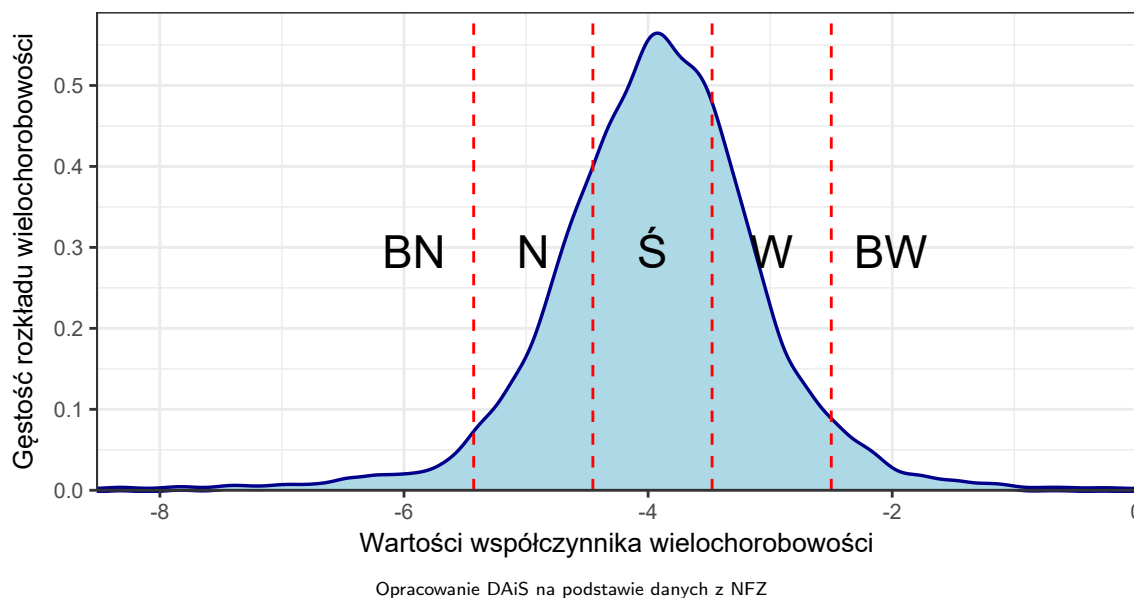 Gęstość rozkładu wielochorobowości
0.5
0.4
0.3
0.2
0.1
0.0
BN N Ś W BW
-8 -6 -4 -2 0
Wartości współczynnika wielochorobowości
Opracowanie DAiS na podstawie danych z NFZ